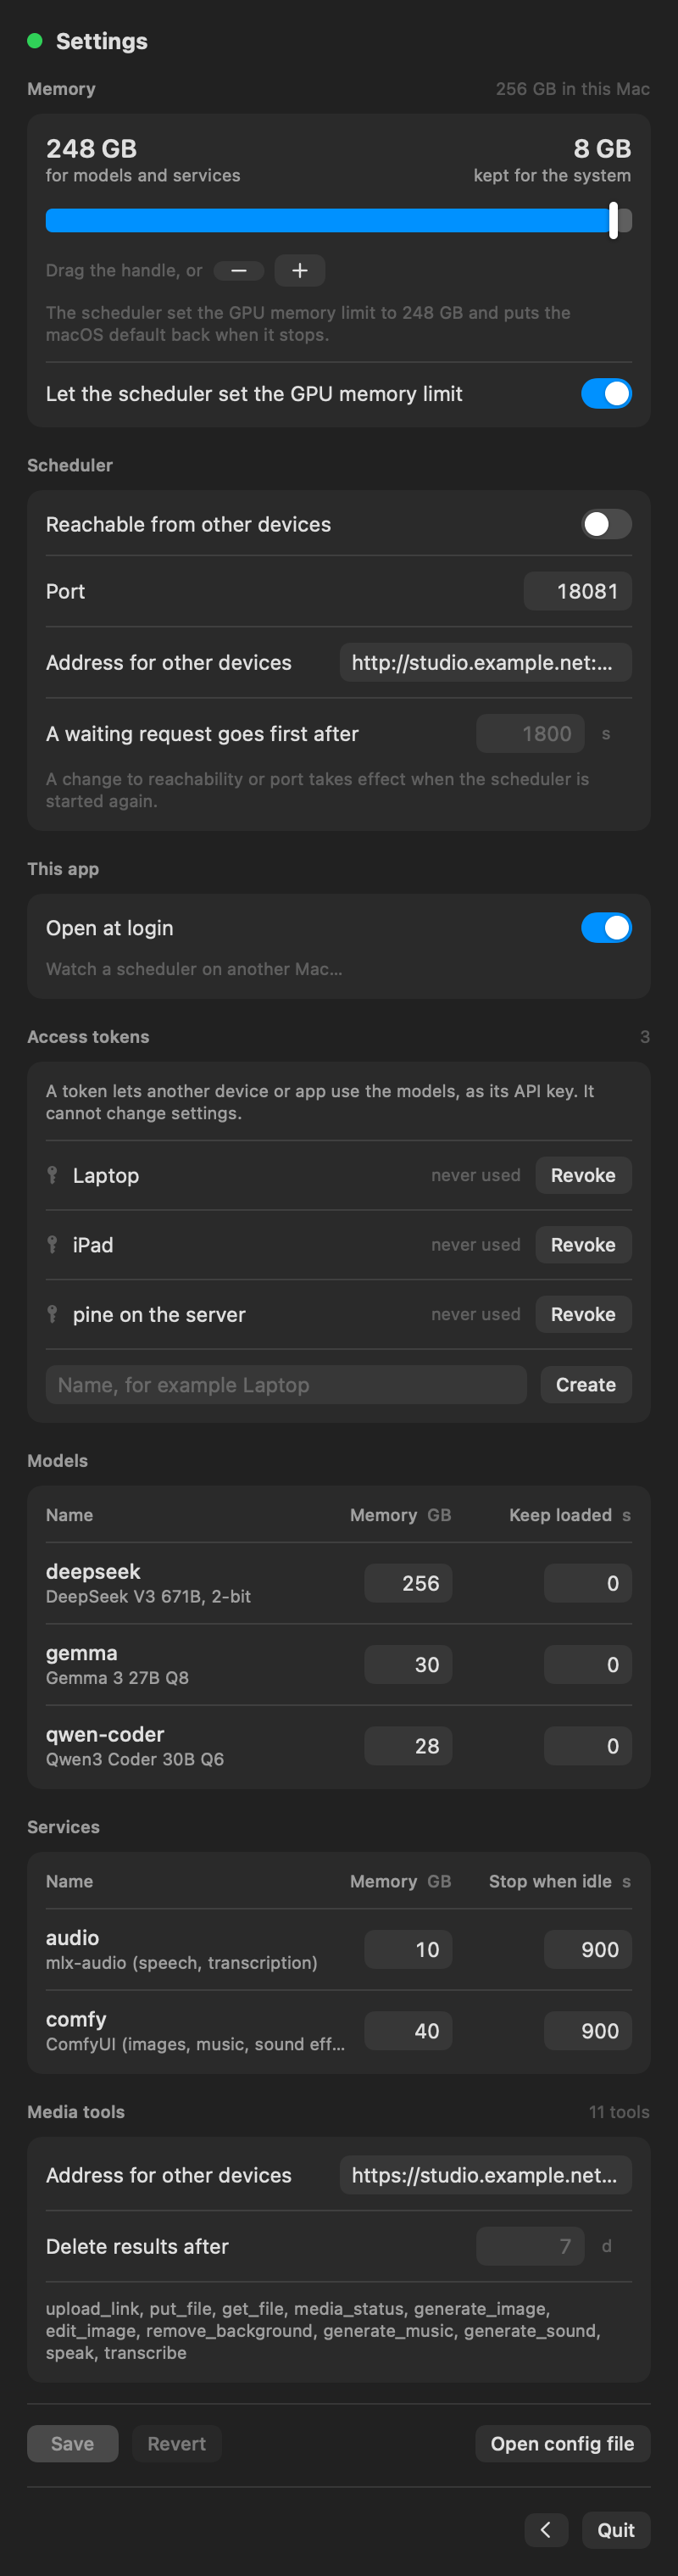 Settings
Memory 256 GB in this Mac
248 GB 8 GB
for models and services kept for the system
Drag the handle, or − +
The scheduler set the GPU memory limit to 248 GB and puts the
macOS default back when it stops.
Let the scheduler set the GPU memory limit
Scheduler
Reachable from other devices
Port 18081
Address for other devices http://studio.example.net:...
A waiting request goes first after 1800 s
A change to reachability or port takes effect when the scheduler is
started again.
This app
Open at login
Watch a scheduler on another Mac...
Access tokens 3
A token lets another device or app use the models, as its API key. It
cannot change settings.
Laptop never used Revoke
iPad never used Revoke
pine on the server never used Revoke
Name, for example Laptop Create
Models
Name Memory GB Keep loaded s
deepseek 256 0
DeepSeek V3 671B, 2-bit
gemma 30 0
Gemma 3 27B Q8
qwen-coder 28 0
Qwen3 Coder 30B Q6
Services
Name Memory GB Stop when idle s
audio 10 900
mlx-audio (speech, transcription)
comfy 40 900
ComfyUI (images, music, sound eff...
Media tools 11 tools
Address for other devices https://studio.example.net...
Delete results after 7 d
upload_link, put_file, get_file, media_status, generate_image,
edit_image, remove_background, generate_music, generate_sound,
speak, transcribe
Save Revert Open config file
Quit